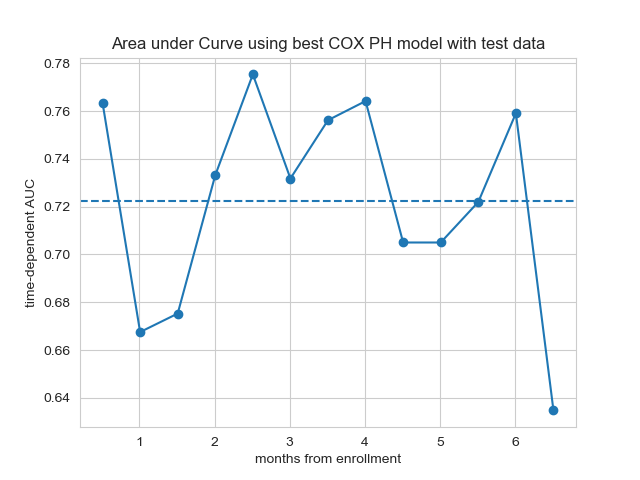 Area under Curve using best COX PH model with test data
time-dependent AUC
0.78
0.76
0.74
0.72
0.70
0.68
0.66
0.64
1 2 3 4 5 6
months from enrollment